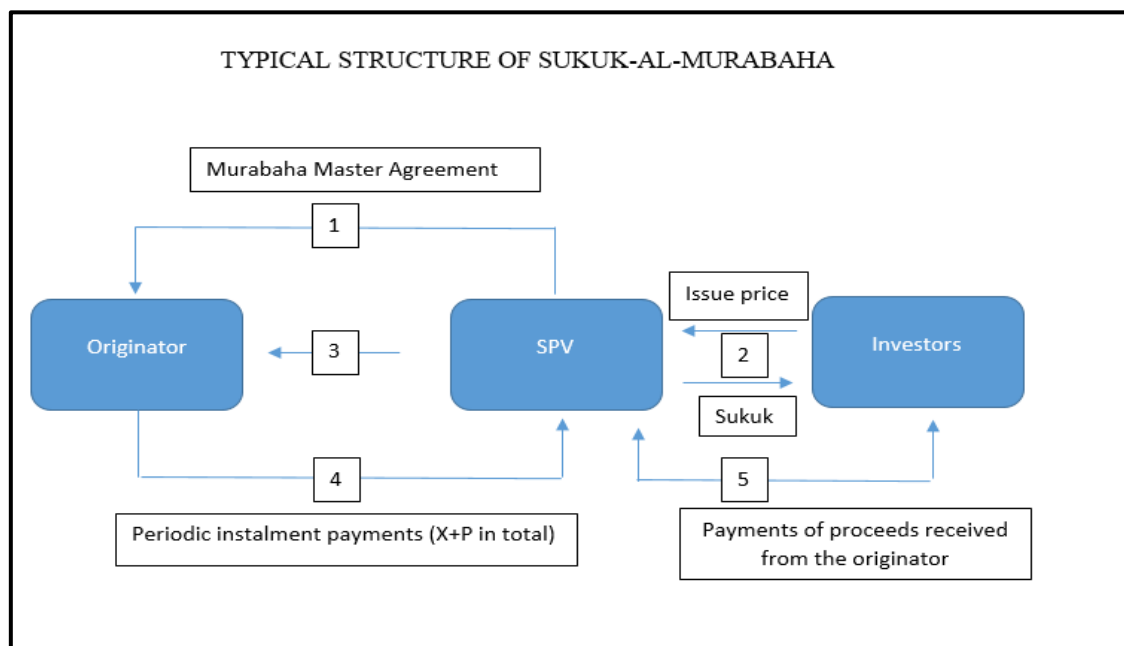 TYPICAL STRUCTURE OF SUKUK-AL-MURABAHA
Murabaha Master Agreement
1
Issue price
Originator
3
SPV
2
Investors
Sukuk
4
5
Periodic instalment payments (X+P in total)
Payments of proceeds received
from the originator